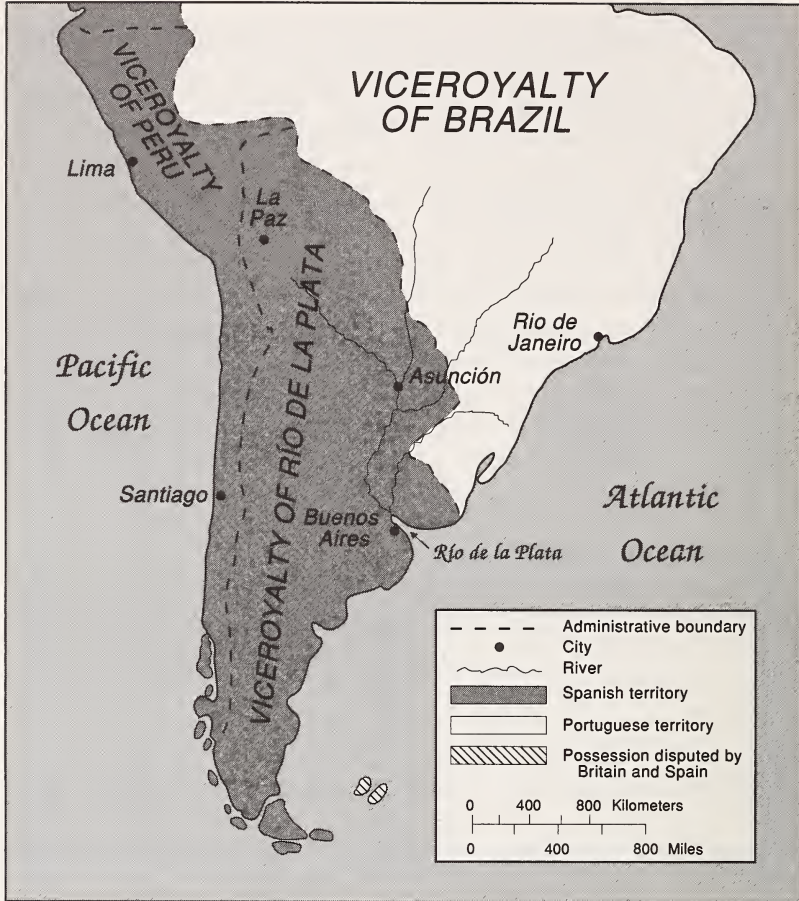 VICEROYALTY
OF PERU
VICEROYALTY
OF BRAZIL
Lima
La
Paz
VICEROYALTY OF RÍO DE LA PLATA
Rio de
Janeiro
Pacific
Ocean
Asunción
Santiago
Buenos
Aires
Río de la Plata
Atlantic
Ocean
Administrative boundary
City
River
Spanish territory
Portuguese territory
Possession disputed by
Britain and Spain
0 400 800 Kilometers
0 400 800 Miles